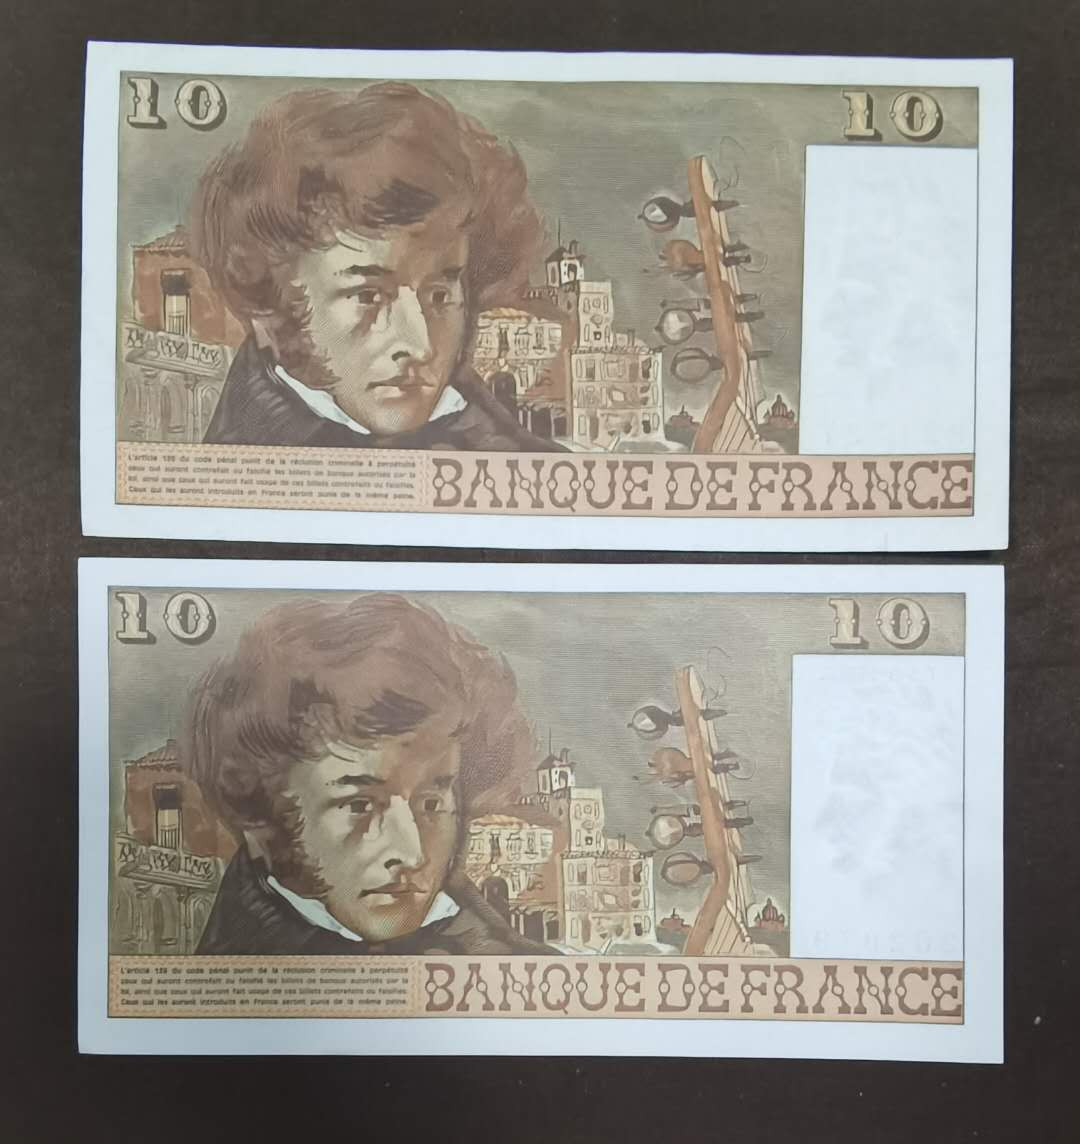 10
10
L'article 139 du code pénal punit de la réclusion criminelle à perpétuité
ceux qui auront contrefait ou falsifié les billets de banque autorisés par la
loi, ainsi que ceux qui auront fait usage de ces billets contrefaits ou falsifiés.
Ceux qui les auront introduits en France seront punis de la même peine.
BANQUE DE FRANCE
10
10
L'article 139 du code pénal punit de la réclusion criminelle à perpétuité
ceux qui auront contrefait ou falsifié les billets de banque autorisés par la
loi, ainsi que ceux qui auront fait usage de ces billets contrefaits ou falsifiés.
Ceux qui les auront introduits en France seront punis de la même peine.
BANQUE DE FRANCE